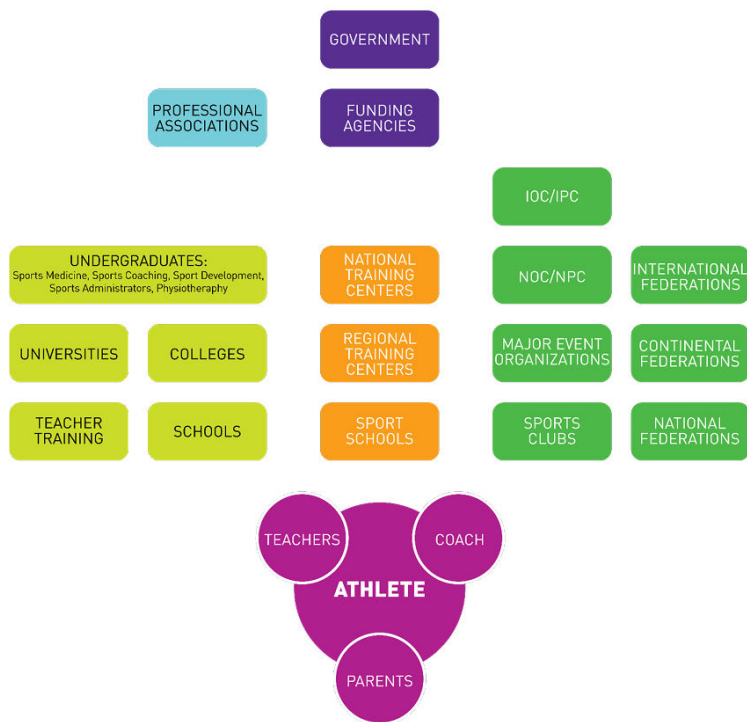 GOVERNMENT
PROFESSIONAL
ASSOCIATIONS
FUNDING
AGENCIES
IOC/IPC
UNDERGRADUATES:
Sports Medicine, Sports Coaching, Sport Development,
Sports Administrators, Physiotheraphy
NATIONAL
TRAINING
CENTERS
NOC/NPC
INTERNATIONAL
FEDERATIONS
UNIVERSITIES
COLLEGES
REGIONAL
TRAINING
CENTERS
MAJOR EVENT
ORGANIZATIONS
CONTINENTAL
FEDERATIONS
TEACHER
TRAINING
SCHOOLS
SPORT
SCHOOLS
SPORTS
CLUBS
NATIONAL
FEDERATIONS
TEACHERS
COACH
ATHLETE
PARENTS